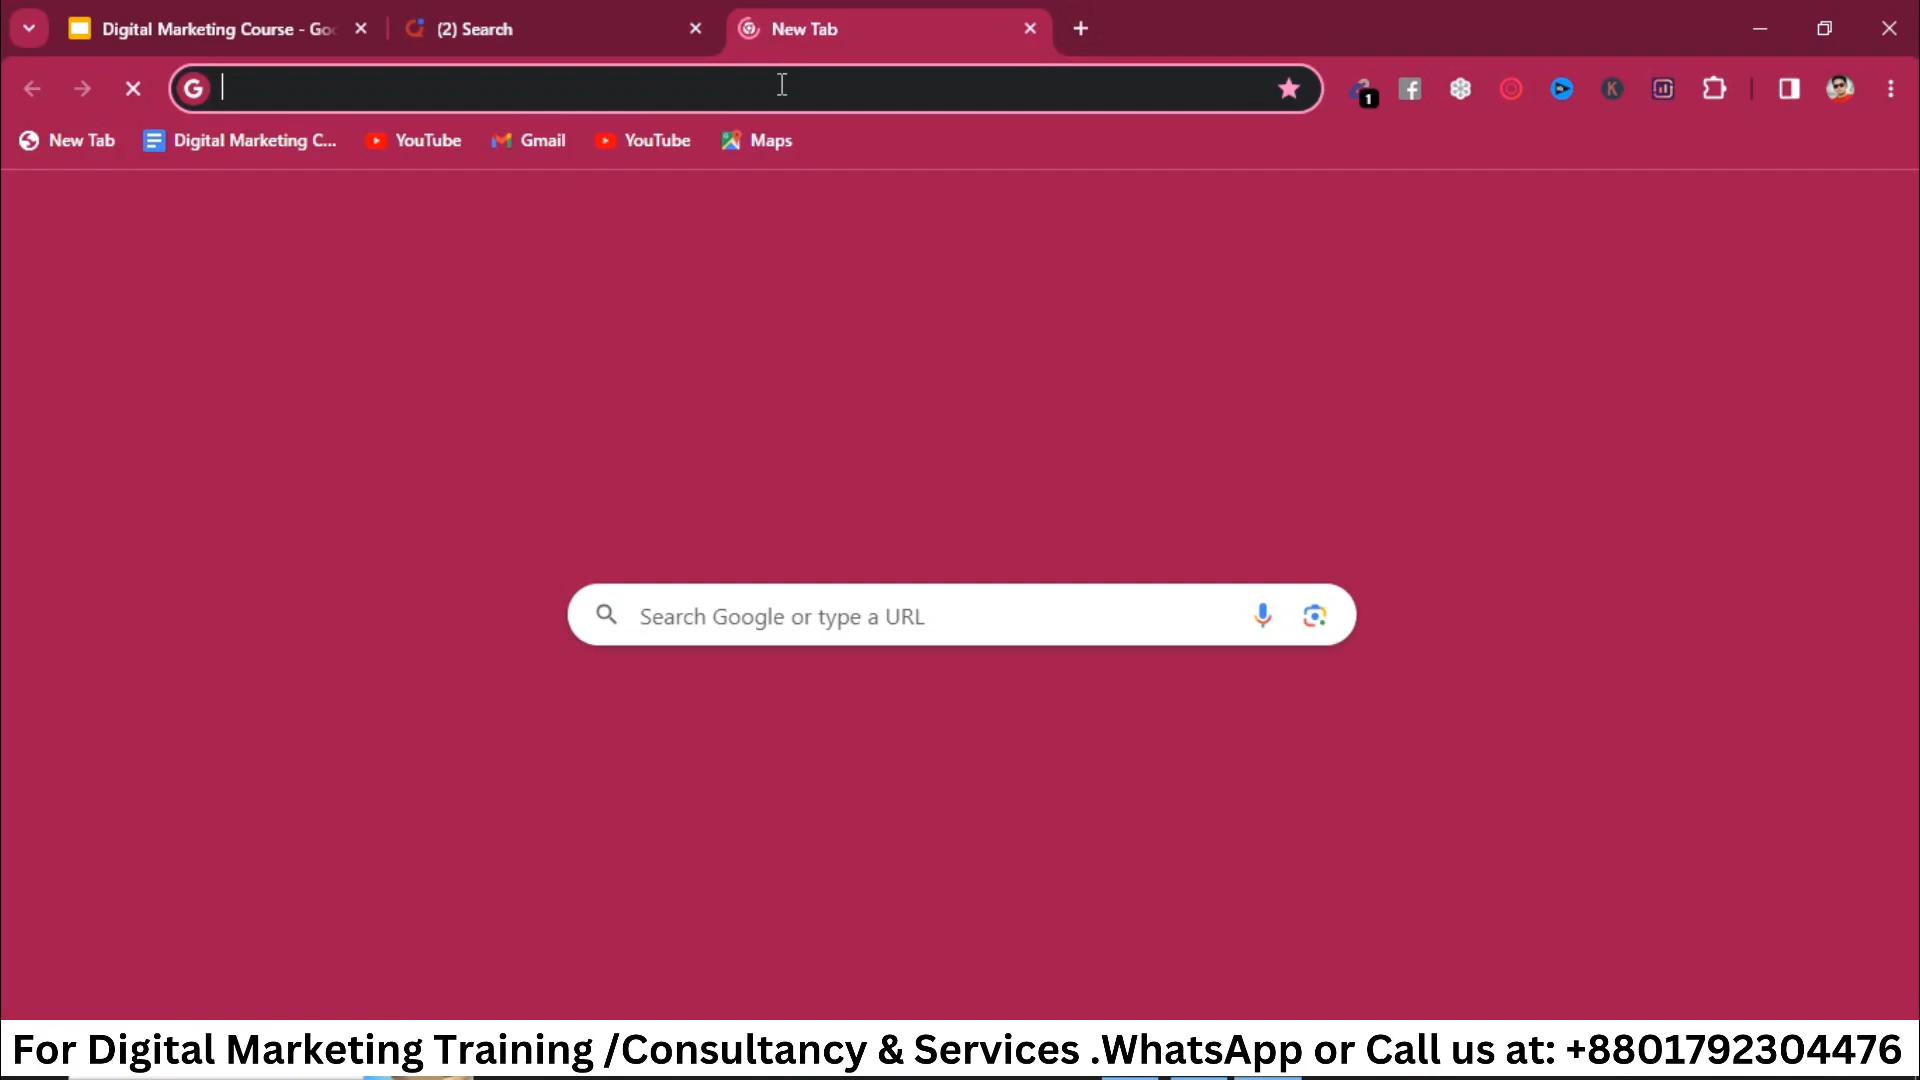 Digital Marketing Course - Goo
(2) Search
New Tab
G
1
K
New Tab
Digital Marketing C...
YouTube
Gmail
YouTube
Maps
Search Google or type a URL
For Digital Marketing Training /Consultancy & Services .WhatsApp or Call us at: +8801792304476